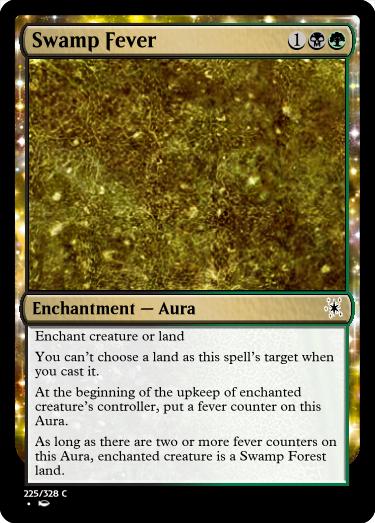 Swamp Fever 1
Enchantment — Aura
Enchant creature or land
You can't choose a land as this spell's target when
you cast it.
At the beginning of the upkeep of enchanted
creature's controller, put a fever counter on this
Aura.
As long as there are two or more fever counters on
this Aura, enchanted creature is a Swamp Forest
land.
225/328 C